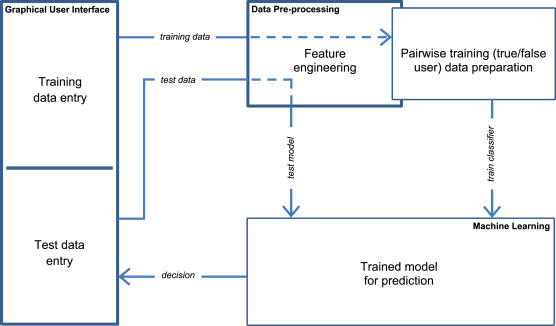 Graphical User Interface
Training
data entry
Test data
entry
training data
test data
Data Pre-processing
Feature
engineering
Pairwise training (true/false
user) data preparation
test model
train classifier
Machine Learning
Trained model
for prediction
decision